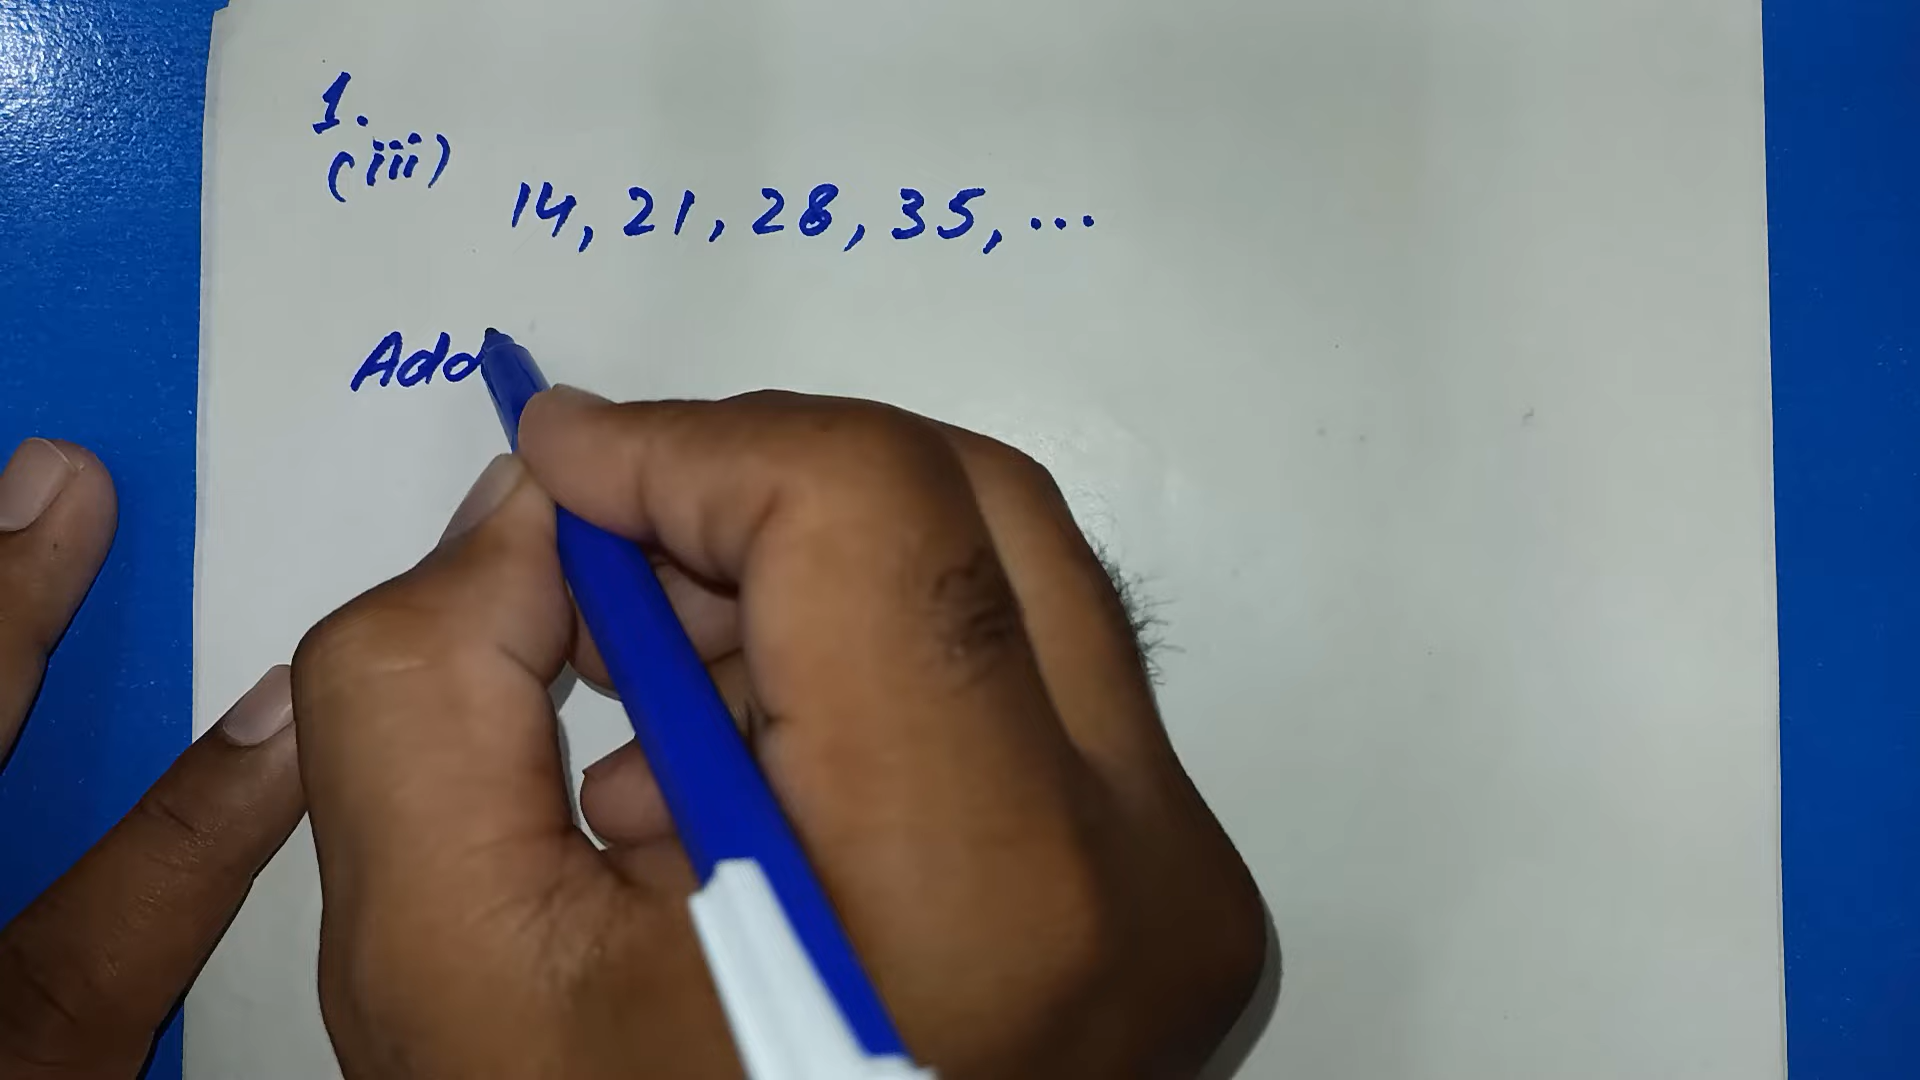 1.
(iii)
14, 21, 28, 35, ...
Add